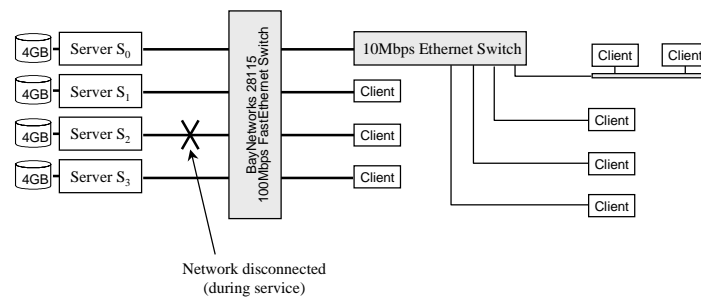 4GB
Server S0
10Mbps Ethernet Switch
Client
Client
4GB
Server S1
Client
4GB
Server S2
Client
Client
4GB
Server S3
Client
Client
Client
BayNetworks 28115
100Mbps FastEthernet Switch
Network disconnected
(during service)